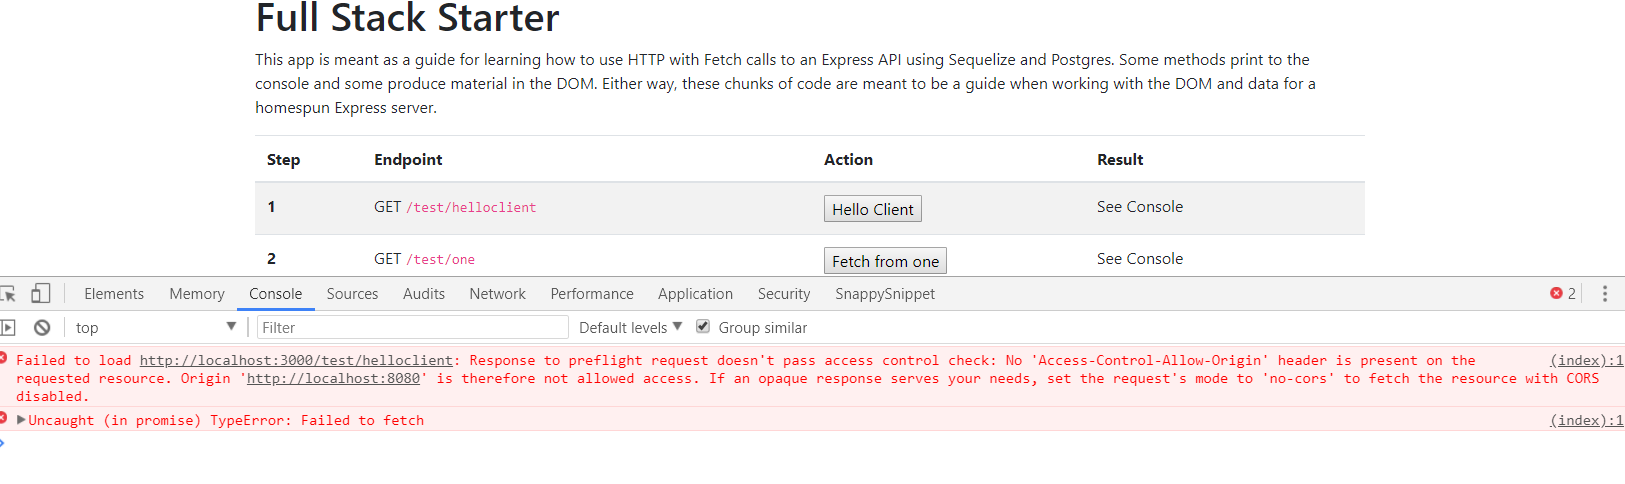 Full Stack Starter
This app is meant as a guide for learning how to use HTTP with Fetch calls to an Express API using Sequelize and Postgres. Some methods print to the
console and some produce material in the DOM. Either way, these chunks of code are meant to be a guide when working with the DOM and data for a
homespun Express server.
Step Endpoint Action Result
1 GET /test/helloclient Hello Client See Console
2 GET /test/one Fetch from one See Console
Elements Memory Console Sources Audits Network Performance Application Security SnappySnippet 2
top Filter Default levels Group similar
Failed to load http://localhost:3000/test/helloclient: Response to preflight request doesn't pass access control check: No 'Access-Control-Allow-Origin' header is present on the (index):1
requested resource. Origin 'http://localhost:8080' is therefore not allowed access. If an opaque response serves your needs, set the request's mode to 'no-cors' to fetch the resource with CORS
disabled.
Uncaught (in promise) TypeError: Failed to fetch (index):1